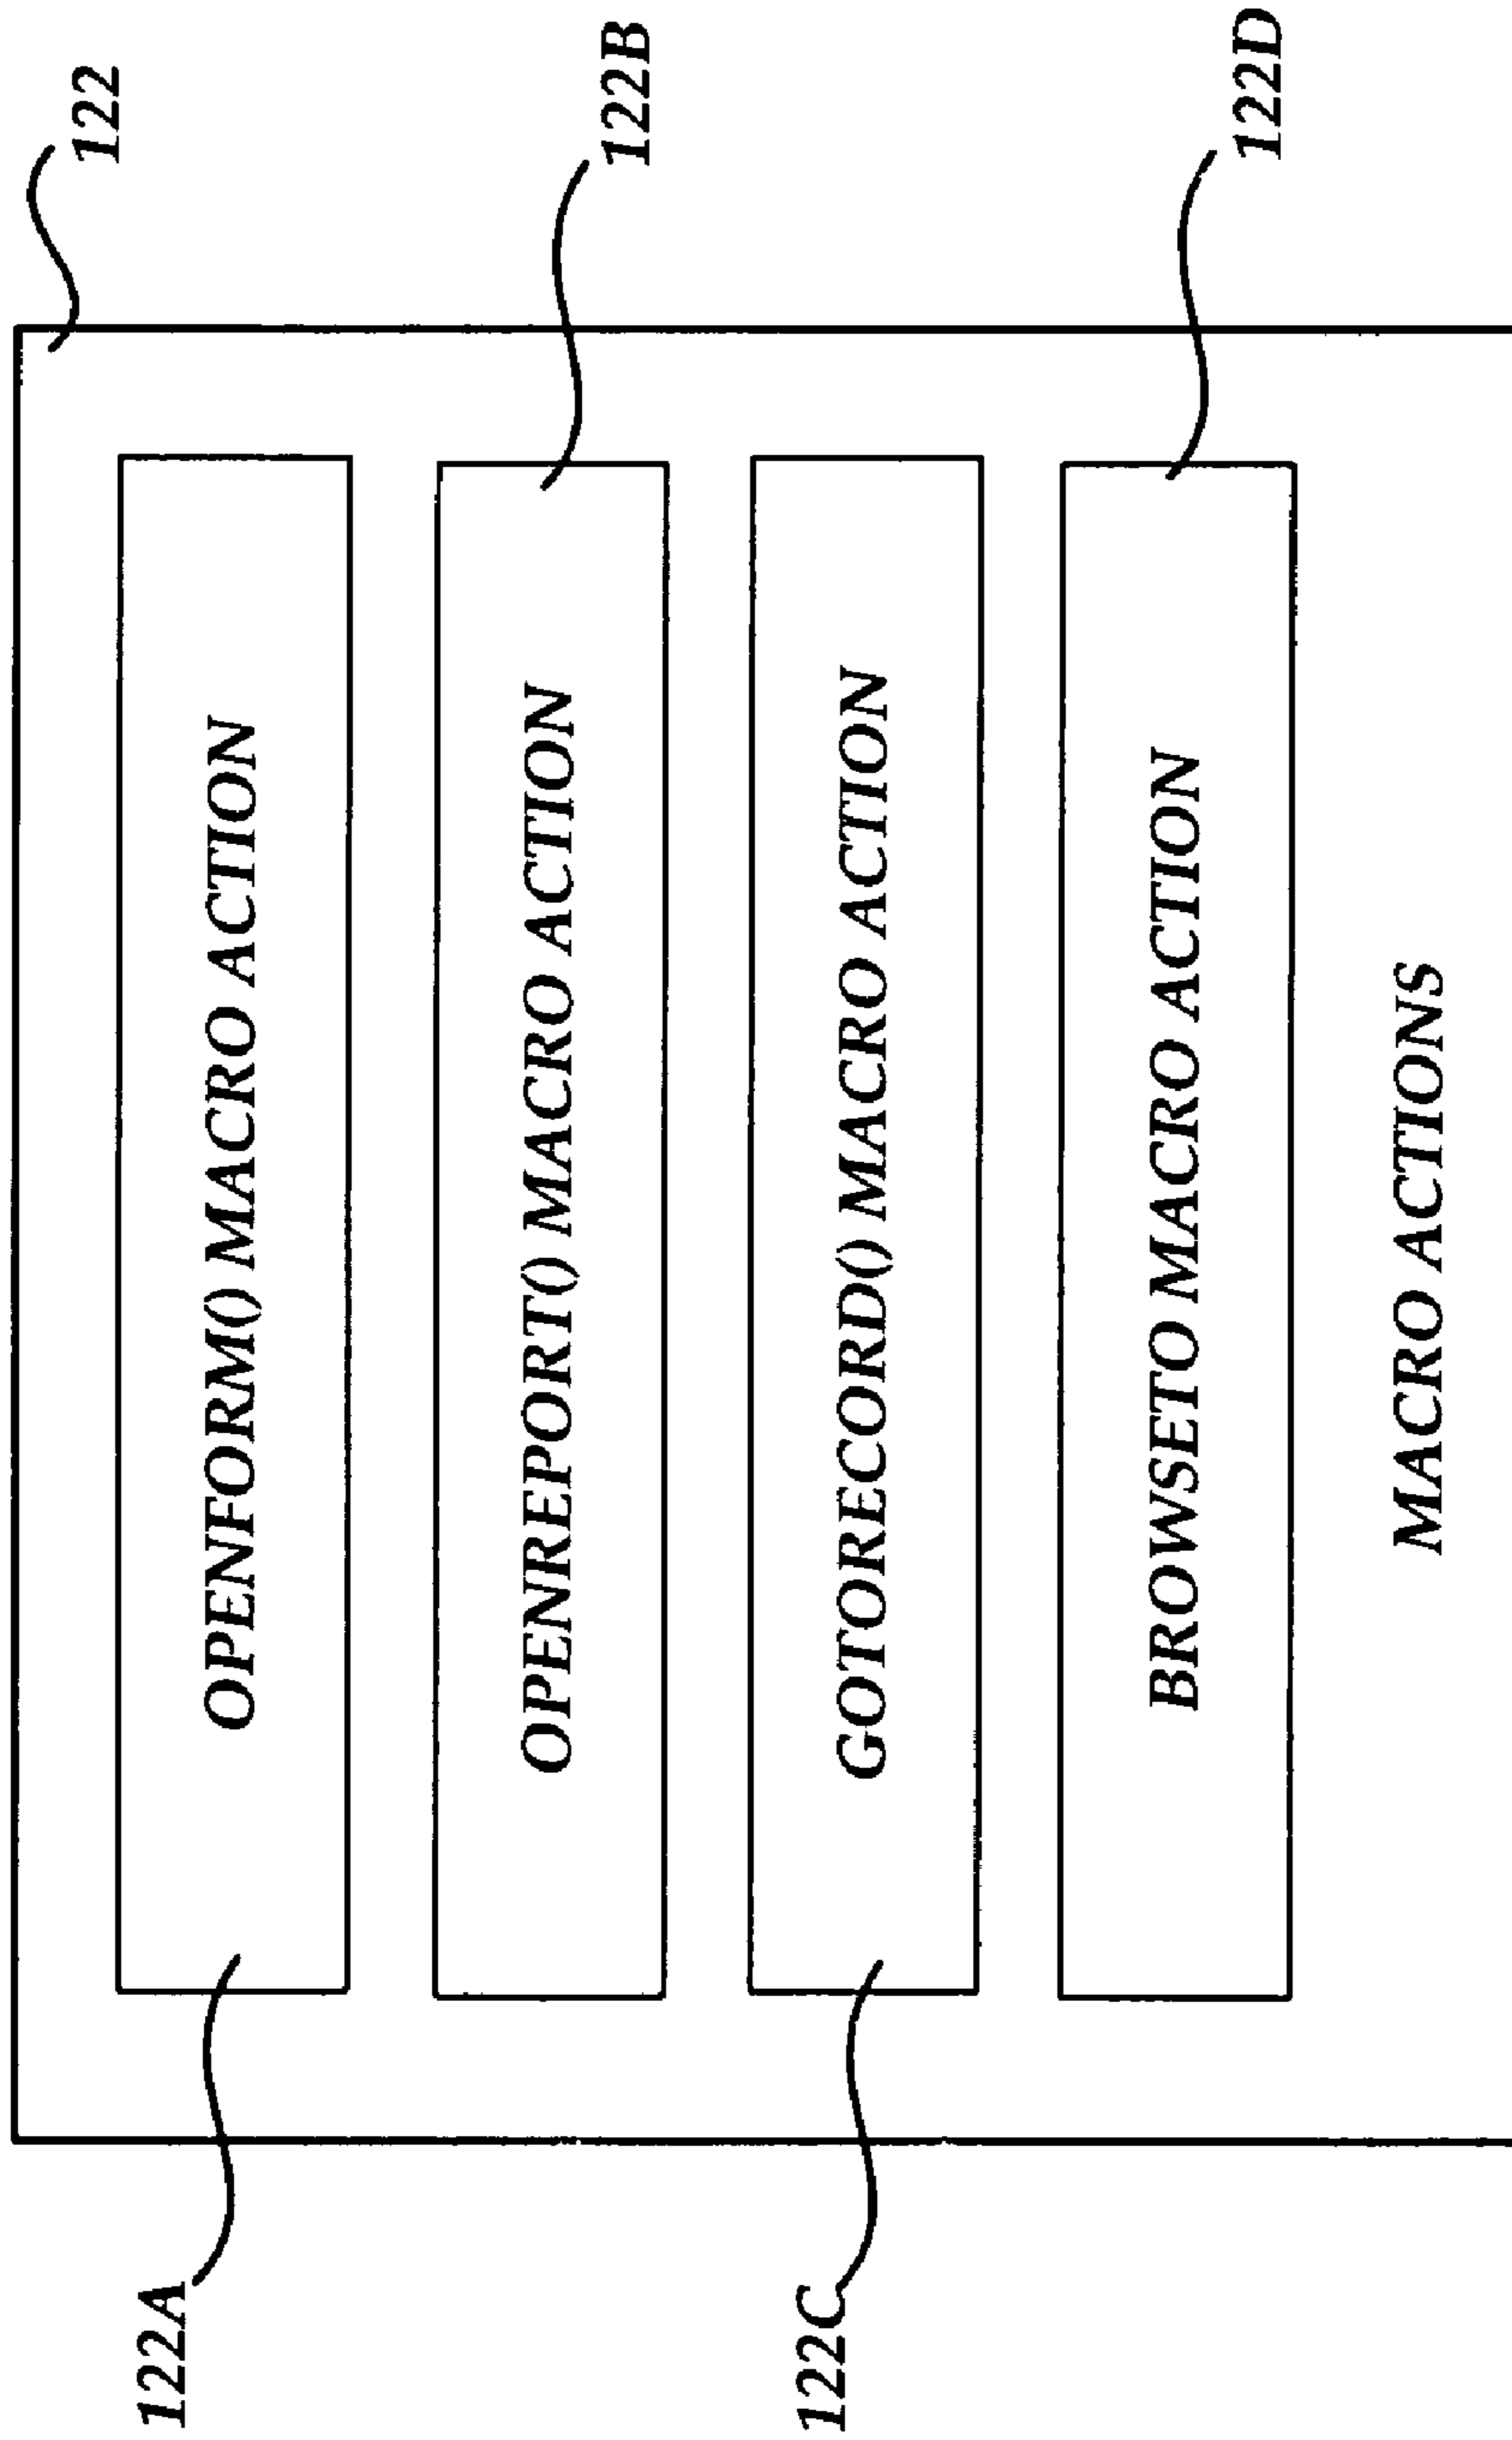 122
122A
OPENFORM() MACRO ACTION
OPENREPORT() MACRO ACTION
122B
122C
GOTORECORD() MACRO ACTION
BROWSETO MACRO ACTION
122D
MACRO ACTIONS